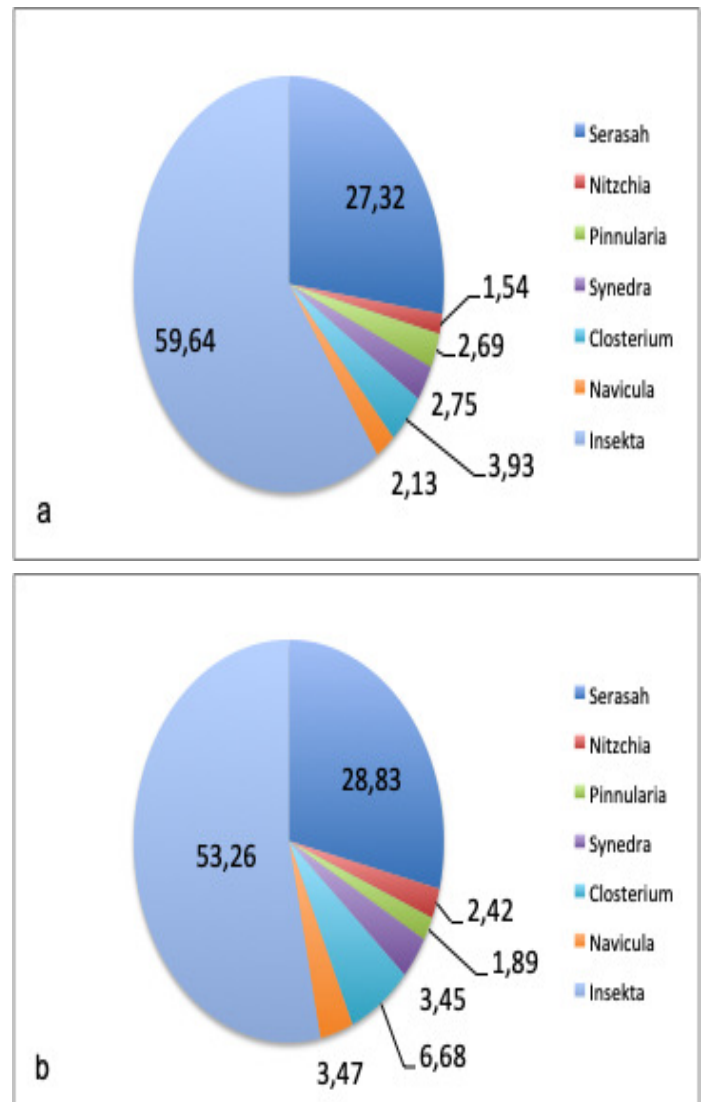 27,32
1,54
59,64
2,69
2,75
3,93
2,13
Serasah
Nitzchia
Pinnularia
Synedra
Closterium
Navicula
Insekta
a
28,83
53,26
2,42
1,89
3,45
6,68
3,47
Serasah
Nitzchia
Pinnularia
Synedra
Closterium
Navicula
Insekta
b